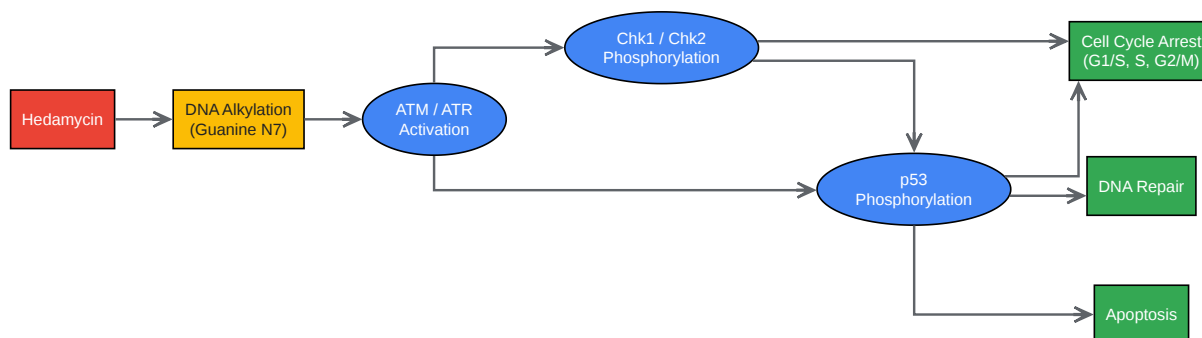 Hedamycin
DNA Alkylation
(Guanine N7)
ATM / ATR
Activation
Chk1 / Chk2
Phosphorylation
p53
Phosphorylation
Cell Cycle Arrest
(G1/S, S, G2/M)
DNA Repair
Apoptosis